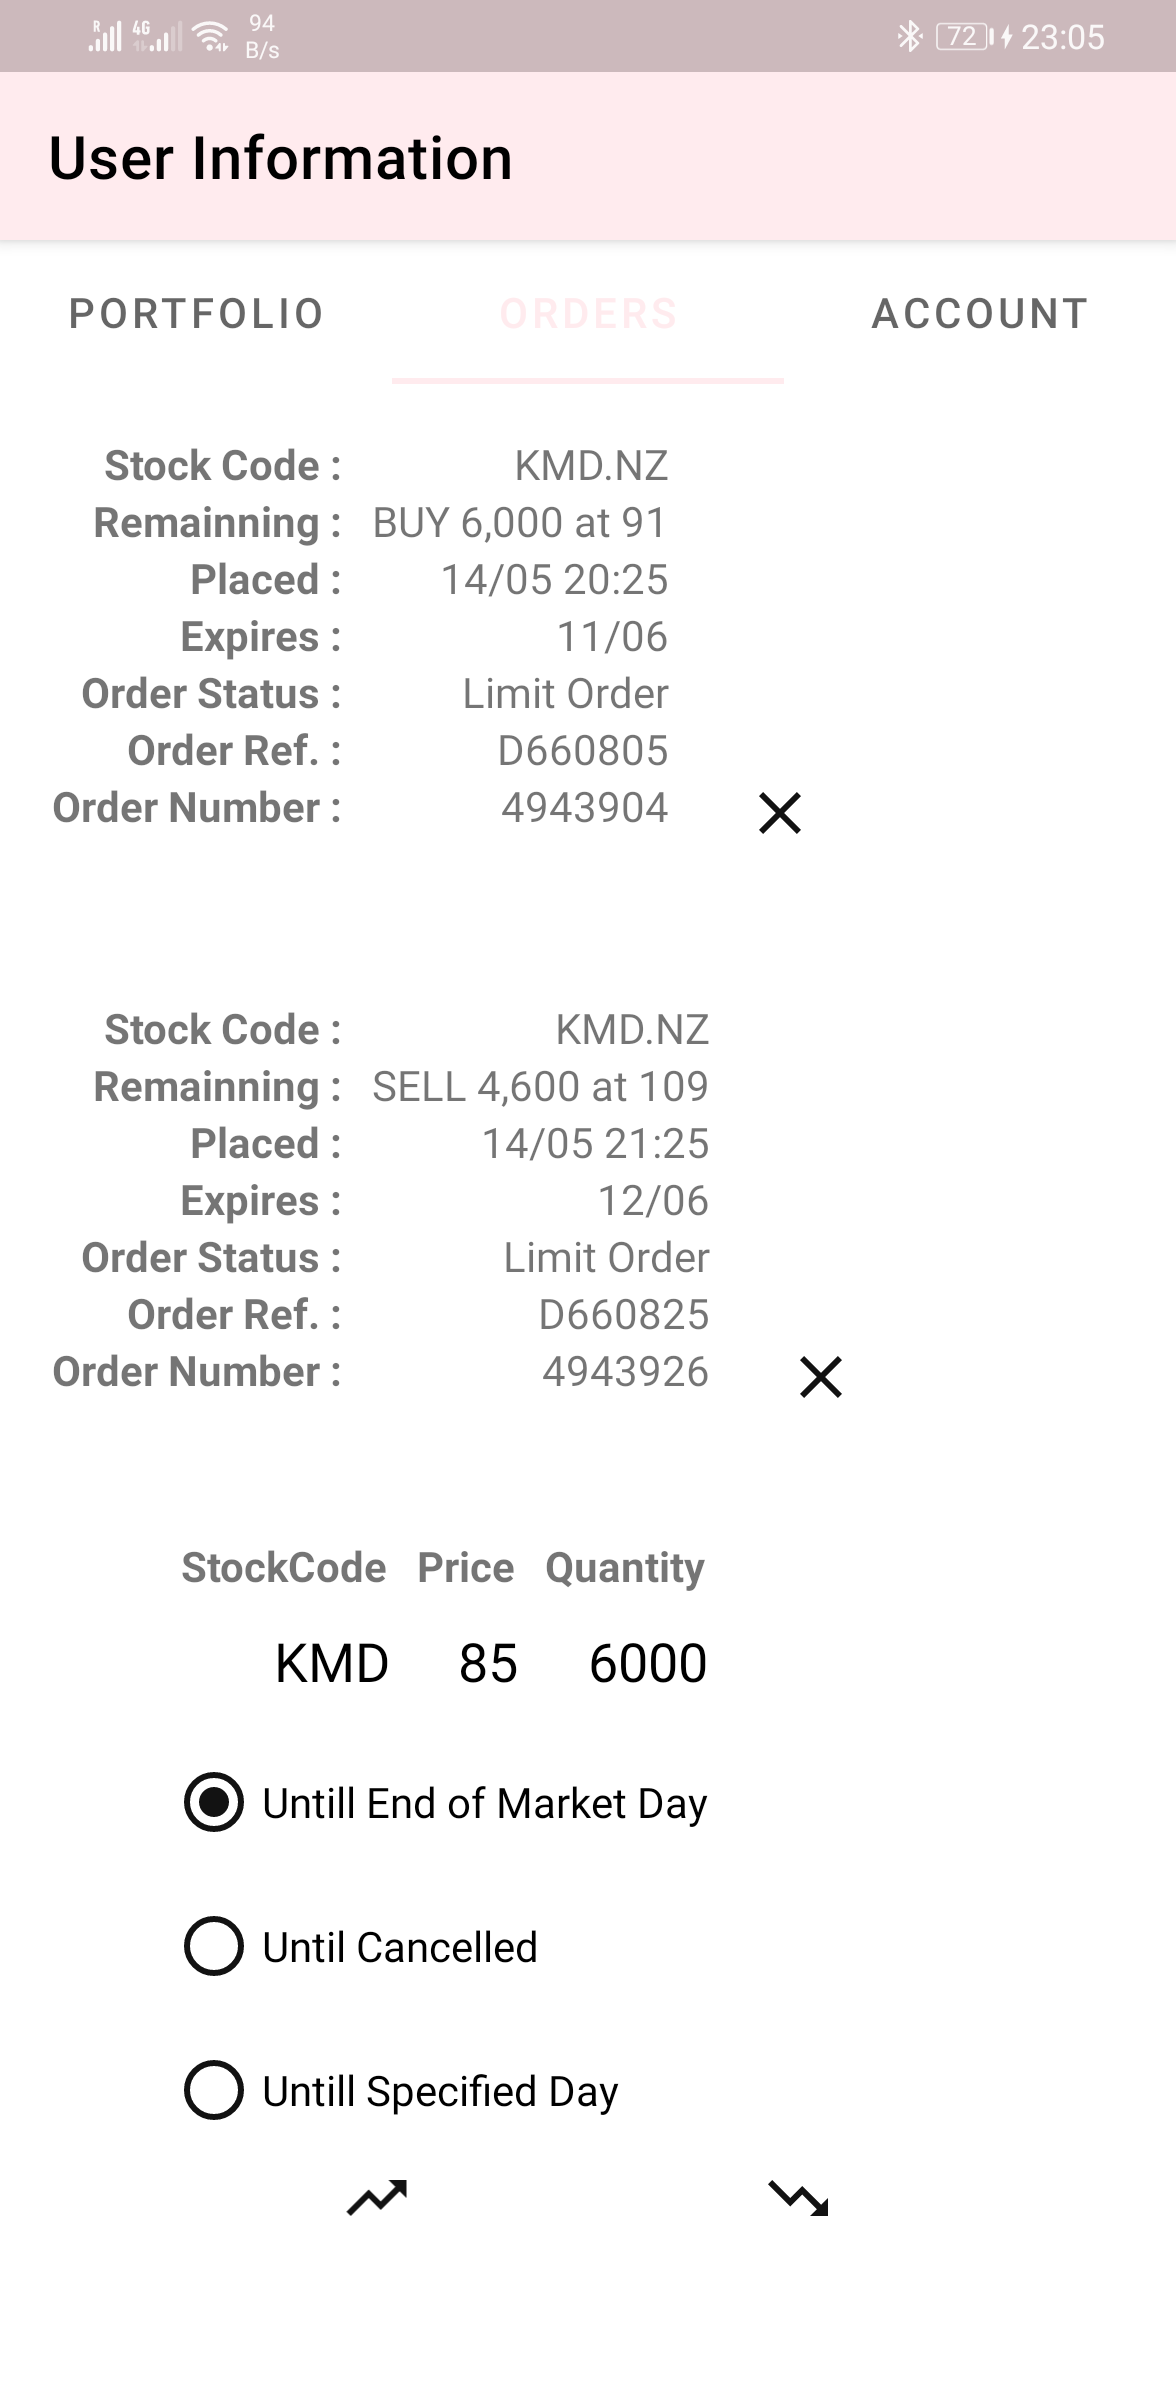 R 4G 94 B/s 72 23:05
User Information
PORTFOLIO ORDERS ACCOUNT
Stock Code : KMD.NZ
Remainning : BUY 6,000 at 91
Placed : 14/05 20:25
Expires : 11/06
Order Status : Limit Order
Order Ref. : D660805
Order Number : 4943904
Stock Code : KMD.NZ
Remainning : SELL 4,600 at 109
Placed : 14/05 21:25
Expires : 12/06
Order Status : Limit Order
Order Ref. : D660825
Order Number : 4943926
StockCode Price Quantity
KMD 85 6000
Untill End of Market Day
Until Cancelled
Untill Specified Day